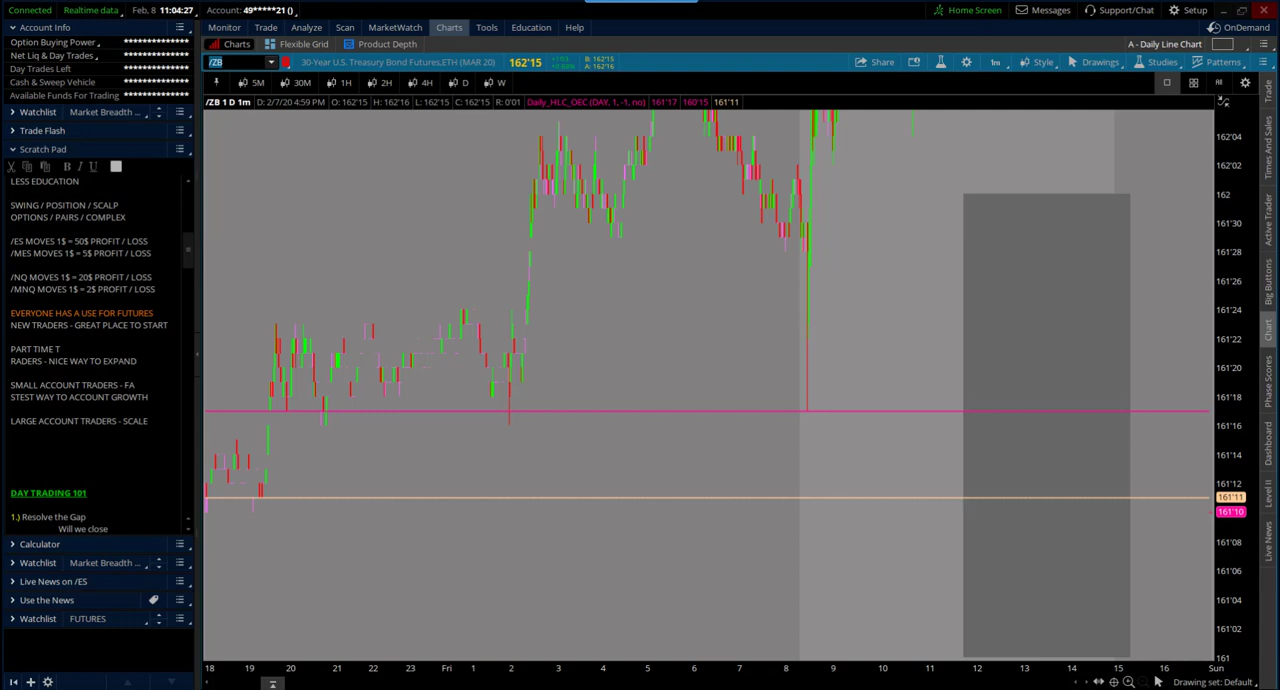 Connected Realtime data Feb, 8 11:04:27 Account: 49*****21 () Home Screen Messages Support/Chat Setup
Account Info
Monitor Trade Analyze Scan MarketWatch Charts Tools Education Help OnDemand
Option Buying Power **************
Charts Flexible Grid Product Depth A - Daily Line Chart
Net Liq & Day Trades **************
/ZB 30-Year U.S. Treasury Bond Futures,ETH (MAR 20) 162'15 B: 162'15
A: 162'16
Share 1m Style Drawings Studies Patterns
Day Trades Left **************
Cash & Sweep Vehicle **************
5M 30M 1H 2H 4H D W
Available Funds For Trading **************
/ZB 1 D 1m D: 2/7/20 4:59 PM O: 162'15 H: 162'16 L: 162'15 C: 162'15 R: 0'01 Daily_HLC_OEC (DAY, 1, -1, no) 161'17 160'15 161'11
Watchlist Market Breadth ...
Trade Flash
Scratch Pad
B I U
LESS EDUCATION
SWING / POSITION / SCALP
OPTIONS / PAIRS / COMPLEX
/ES MOVES 1$ = 50$ PROFIT / LOSS
/MES MOVES 1$ = 5$ PROFIT / LOSS
/NQ MOVES 1$ = 20$ PROFIT / LOSS
/MNQ MOVES 1$ = 2$ PROFIT / LOSS
EVERYONE HAS A USE FOR FUTURES
NEW TRADERS - GREAT PLACE TO START
PART TIME T
RADERS - NICE WAY TO EXPAND
SMALL ACCOUNT TRADERS - FA
STEST WAY TO ACCOUNT GROWTH
LARGE ACCOUNT TRADERS - SCALE
DAY TRADING 101
1.) Resolve the Gap
Will we close
Calculator
Watchlist Market Breadth ...
Live News on /ES
Use the News
Watchlist FUTURES
162'04
162'02
162
161'30
161'28
161'26
161'24
161'22
161'20
161'18
161'16
161'14
161'12
161'11
161'10
161'08
161'06
161'04
161'02
161
18 19 20 21 22 23 Fri 1 2 3 4 5 6 7 8 9 10 11 12 13 14 15 16 Sun
Drawing set: Default
Trade
Times And Sales
Active Trader
Big Buttons
Chart
Phase Scores
Dashboard
Level II
Live News